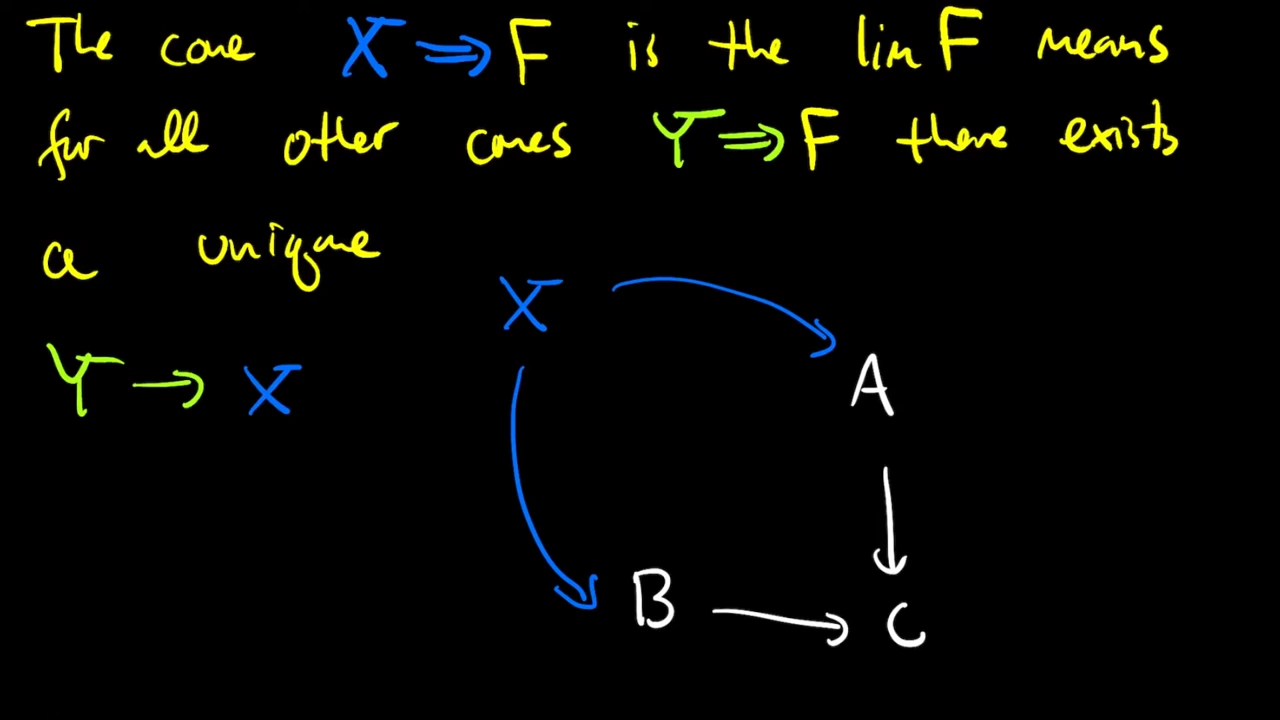 The cone X ⇒ F is the lim F means
for all other cones Y ⇒ F there exists
a unique
X
Y → X
A
B → C